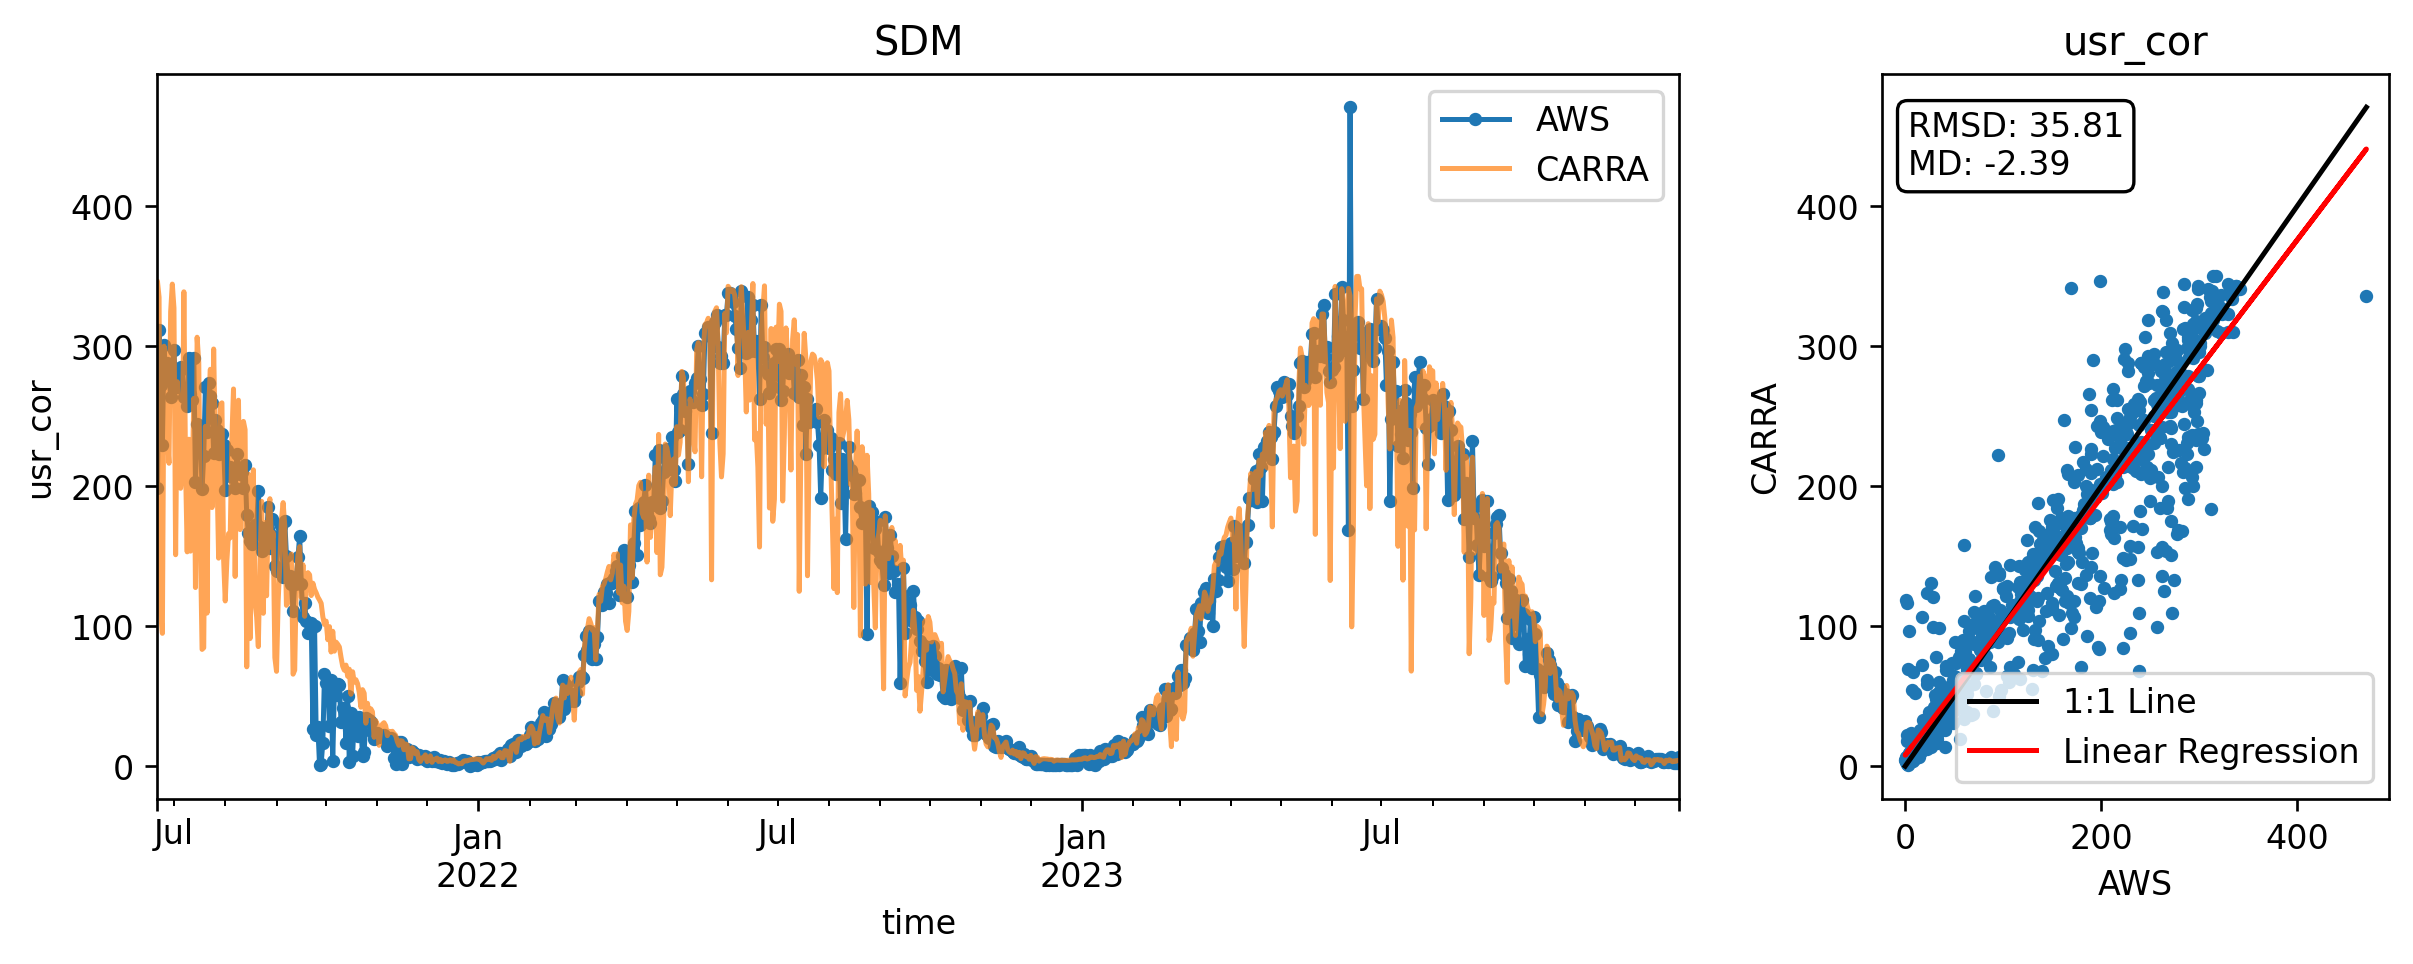 SDM
usr_cor
400
300
200
100
0
AWS
CARRA
Jul
Jan
2022
Jul
Jan
2023
Jul
time
usr_cor
RMSD: 35.81
MD: -2.39
CARRA
400
300
200
100
0
1:1 Line
Linear Regression
0
200
400
AWS